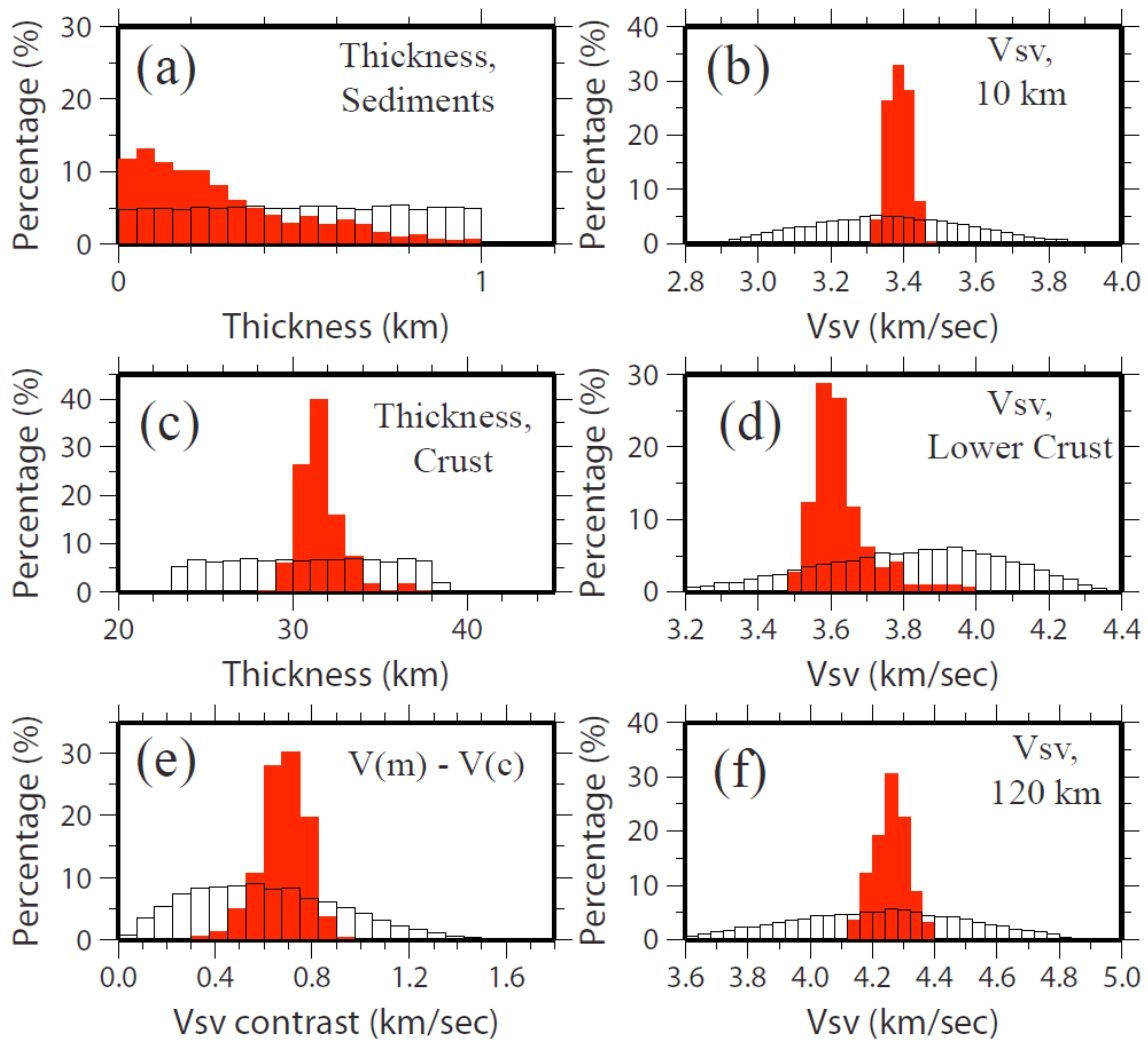 30
20
10
0
Percentage (%)
(a)
Thickness,
Sediments
0
1
Thickness (km)
40
30
20
10
0
Percentage (%)
(b)
Vsv,
10 km
2.8
3.0
3.2
3.4
3.6
3.8
4.0
Vsv (km/sec)
40
30
20
10
0
Percentage (%)
(c)
Thickness,
Crust
20
30
40
Thickness (km)
30
20
10
0
Percentage (%)
(d)
Vsv,
Lower Crust
3.2
3.4
3.6
3.8
4.0
4.2
4.4
Vsv (km/sec)
30
20
10
0
Percentage (%)
(e)
V(m) - V(c)
0.0
0.4
0.8
1.2
1.6
Vsv contrast (km/sec)
40
30
20
10
0
Percentage (%)
(f)
Vsv,
120 km
3.6
4.0
4.2
4.4
4.6
4.8
5.0
Vsv (km/sec)